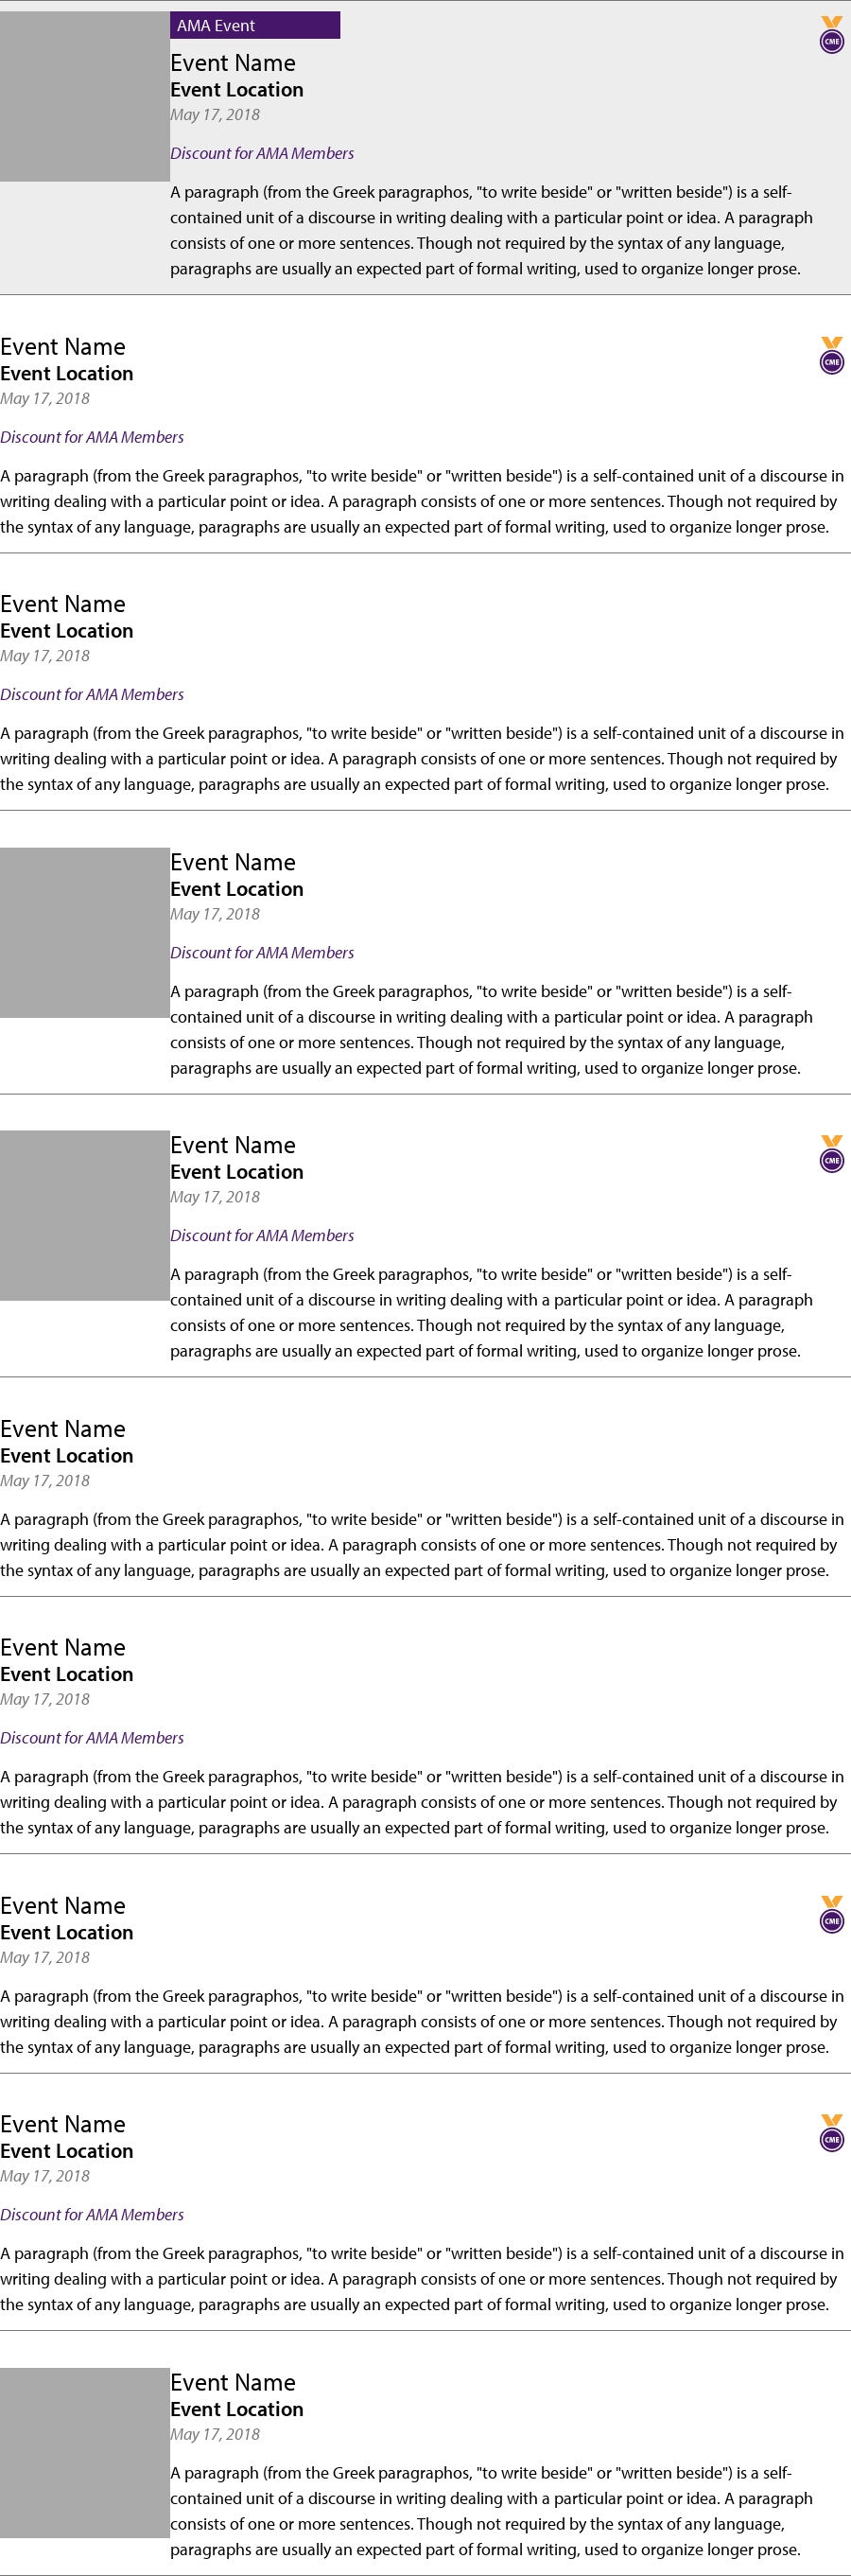 AMA Event
CME
Event Name
Event Location
May 17, 2018
Discount for AMA Members
A paragraph (from the Greek paragraphos, "to write beside" or "written beside") is a self-
contained unit of a discourse in writing dealing with a particular point or idea. A paragraph
consists of one or more sentences. Though not required by the syntax of any language,
paragraphs are usually an expected part of formal writing, used to organize longer prose.
Event Name
CME
Event Location
May 17, 2018
Discount for AMA Members
A paragraph (from the Greek paragraphos, "to write beside" or "written beside") is a self-contained unit of a discourse in
writing dealing with a particular point or idea. A paragraph consists of one or more sentences. Though not required by
the syntax of any language, paragraphs are usually an expected part of formal writing, used to organize longer prose.
Event Name
Event Location
May 17, 2018
Discount for AMA Members
A paragraph (from the Greek paragraphos, "to write beside" or "written beside") is a self-contained unit of a discourse in
writing dealing with a particular point or idea. A paragraph consists of one or more sentences. Though not required by
the syntax of any language, paragraphs are usually an expected part of formal writing, used to organize longer prose.
Event Name
Event Location
May 17, 2018
Discount for AMA Members
A paragraph (from the Greek paragraphos, "to write beside" or "written beside") is a self-
contained unit of a discourse in writing dealing with a particular point or idea. A paragraph
consists of one or more sentences. Though not required by the syntax of any language,
paragraphs are usually an expected part of formal writing, used to organize longer prose.
Event Name
CME
Event Location
May 17, 2018
Discount for AMA Members
A paragraph (from the Greek paragraphos, "to write beside" or "written beside") is a self-
contained unit of a discourse in writing dealing with a particular point or idea. A paragraph
consists of one or more sentences. Though not required by the syntax of any language,
paragraphs are usually an expected part of formal writing, used to organize longer prose.
Event Name
Event Location
May 17, 2018
A paragraph (from the Greek paragraphos, "to write beside" or "written beside") is a self-contained unit of a discourse in
writing dealing with a particular point or idea. A paragraph consists of one or more sentences. Though not required by
the syntax of any language, paragraphs are usually an expected part of formal writing, used to organize longer prose.
Event Name
Event Location
May 17, 2018
Discount for AMA Members
A paragraph (from the Greek paragraphos, "to write beside" or "written beside") is a self-contained unit of a discourse in
writing dealing with a particular point or idea. A paragraph consists of one or more sentences. Though not required by
the syntax of any language, paragraphs are usually an expected part of formal writing, used to organize longer prose.
Event Name
CME
Event Location
May 17, 2018
A paragraph (from the Greek paragraphos, "to write beside" or "written beside") is a self-contained unit of a discourse in
writing dealing with a particular point or idea. A paragraph consists of one or more sentences. Though not required by
the syntax of any language, paragraphs are usually an expected part of formal writing, used to organize longer prose.
Event Name
CME
Event Location
May 17, 2018
Discount for AMA Members
A paragraph (from the Greek paragraphos, "to write beside" or "written beside") is a self-contained unit of a discourse in
writing dealing with a particular point or idea. A paragraph consists of one or more sentences. Though not required by
the syntax of any language, paragraphs are usually an expected part of formal writing, used to organize longer prose.
Event Name
Event Location
May 17, 2018
A paragraph (from the Greek paragraphos, "to write beside" or "written beside") is a self-
contained unit of a discourse in writing dealing with a particular point or idea. A paragraph
consists of one or more sentences. Though not required by the syntax of any language,
paragraphs are usually an expected part of formal writing, used to organize longer prose.